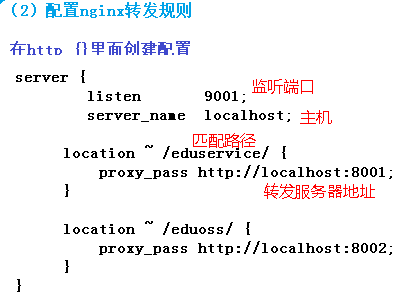 （2）配置nginx转发规则
在http {}里面创建配置
server {
listen 9001; 监听端口
server_name localhost; 主机
匹配路径
location ~ /eduservice/ {
proxy_pass http://localhost:8001;
} 转发服务器地址
location ~ /eduoss/ {
proxy_pass http://localhost:8002;
}
}